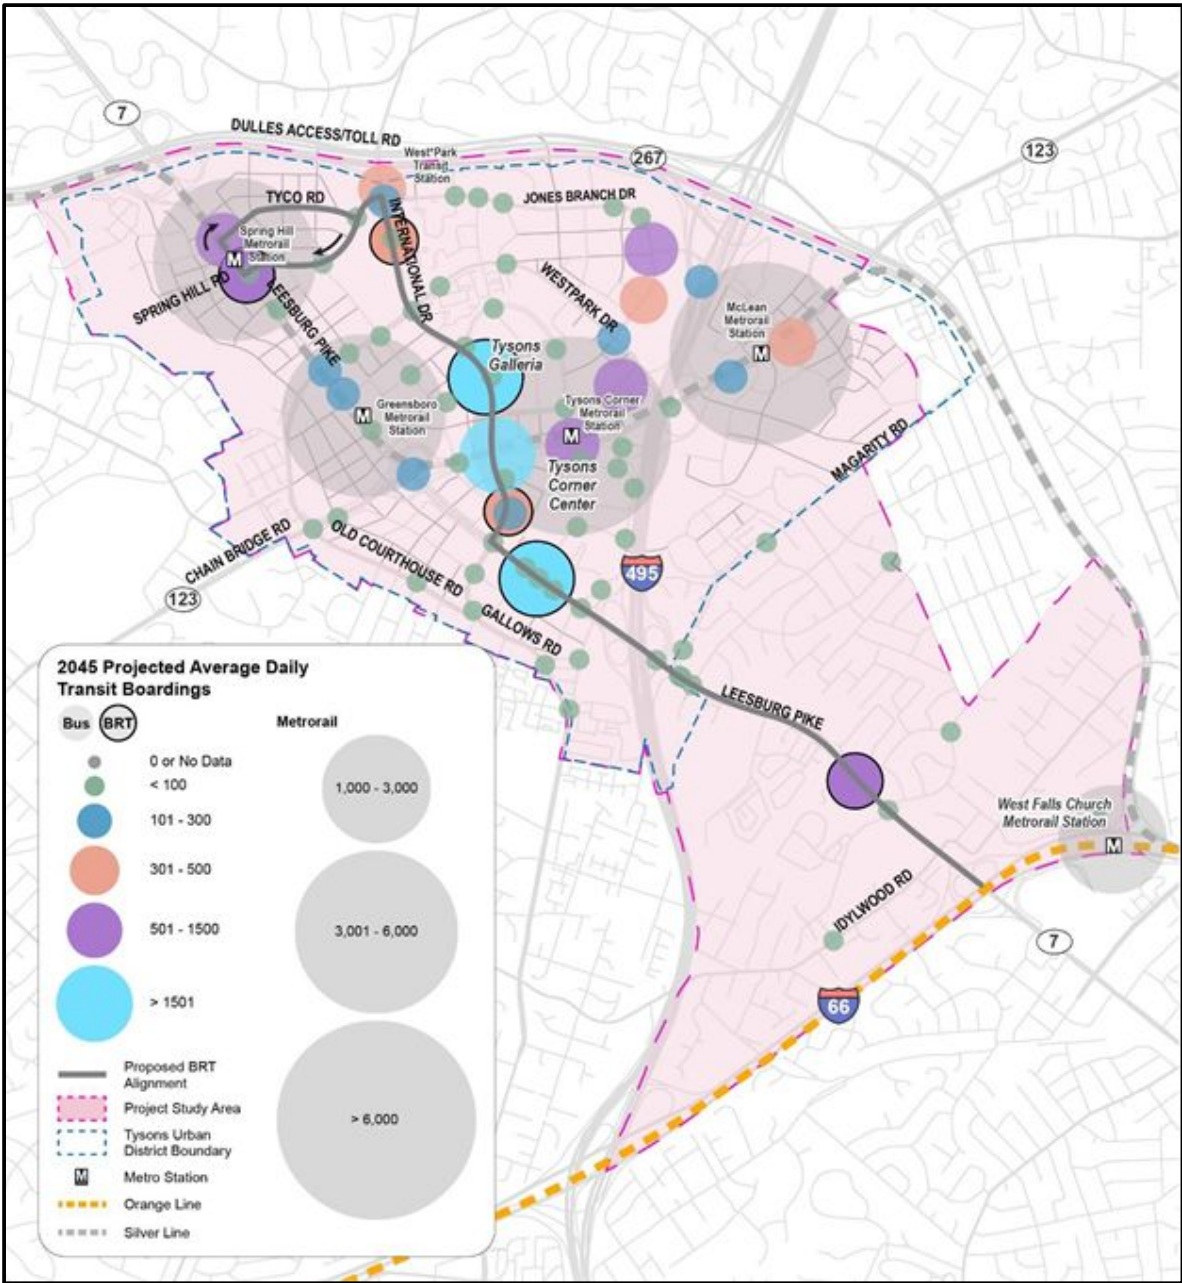 7
DULLES ACCESS/TOLL RD
West*Park
Transit
Station
267
123
TYCO RD
JONES BRANCH DR
INTERNATIONAL DR
Spring Hill
Metrorail
Station
M
SPRING HILL RD
LEESBURG PIKE
WESTPARK DR
McLean
Metrorail
Station
M
Tysons
Galleria
Greensboro
Metrorail
Station
M
Tysons Corner
Metrorail
Station
M
Tysons
Corner
Center
MAGARITY RD
CHAIN BRIDGE RD
OLD COURTHOUSE RD
123
495
GALLOWS RD
LEESBURG PIKE
West Falls Church
Metrorail Station
M
IDYLWOOD RD
7
66
2045 Projected Average Daily
Transit Boardings
Bus BRT
Metrorail
0 or No Data
< 100
101 - 300
301 - 500
501 - 1500
> 1501
1,000 - 3,000
3,001 - 6,000
> 6,000
Proposed BRT
Alignment
Project Study Area
Tysons Urban
District Boundary
M Metro Station
Orange Line
Silver Line